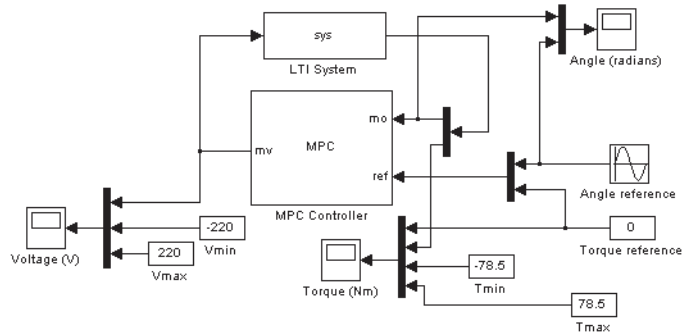 sys
LTI System
Angle (radians)
mo
MPC
mv
ref
MPC Controller
Angle reference
-220
Vmin
220
Vmax
Voltage (V)
0
Torque reference
-78.5
Tmin
Torque (Nm)
78.5
Tmax